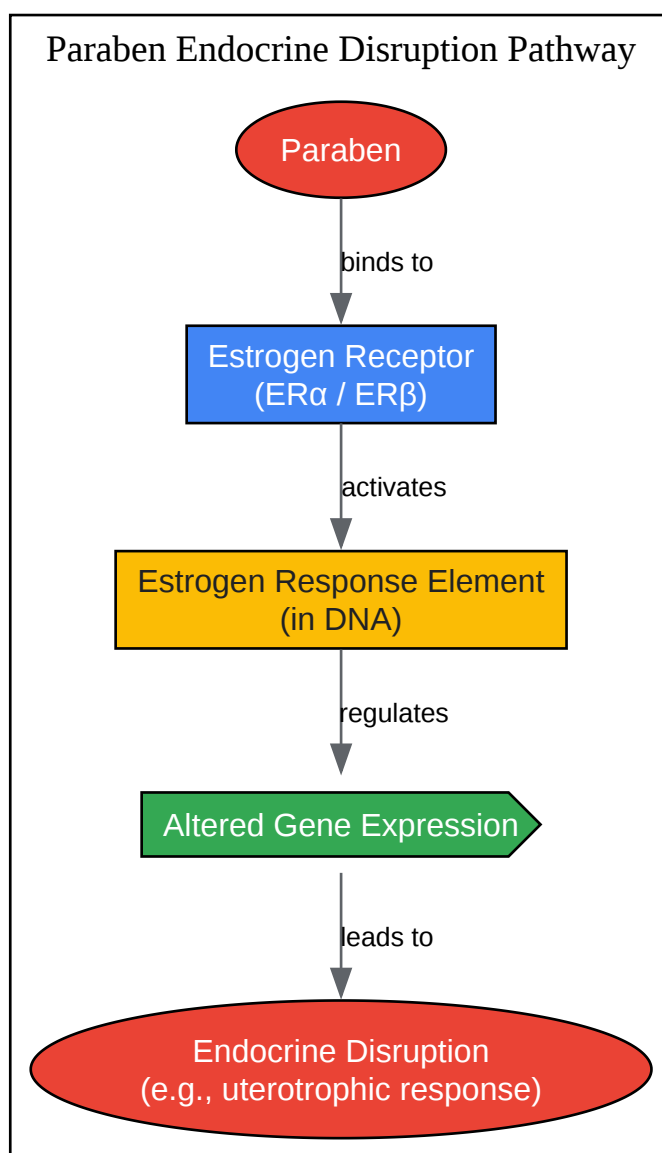 Paraben Endocrine Disruption Pathway
Paraben
binds to
Estrogen Receptor
(ERα / ERβ)
activates
Estrogen Response Element
(in DNA)
regulates
Altered Gene Expression
leads to
Endocrine Disruption
(e.g., uterotrophic response)